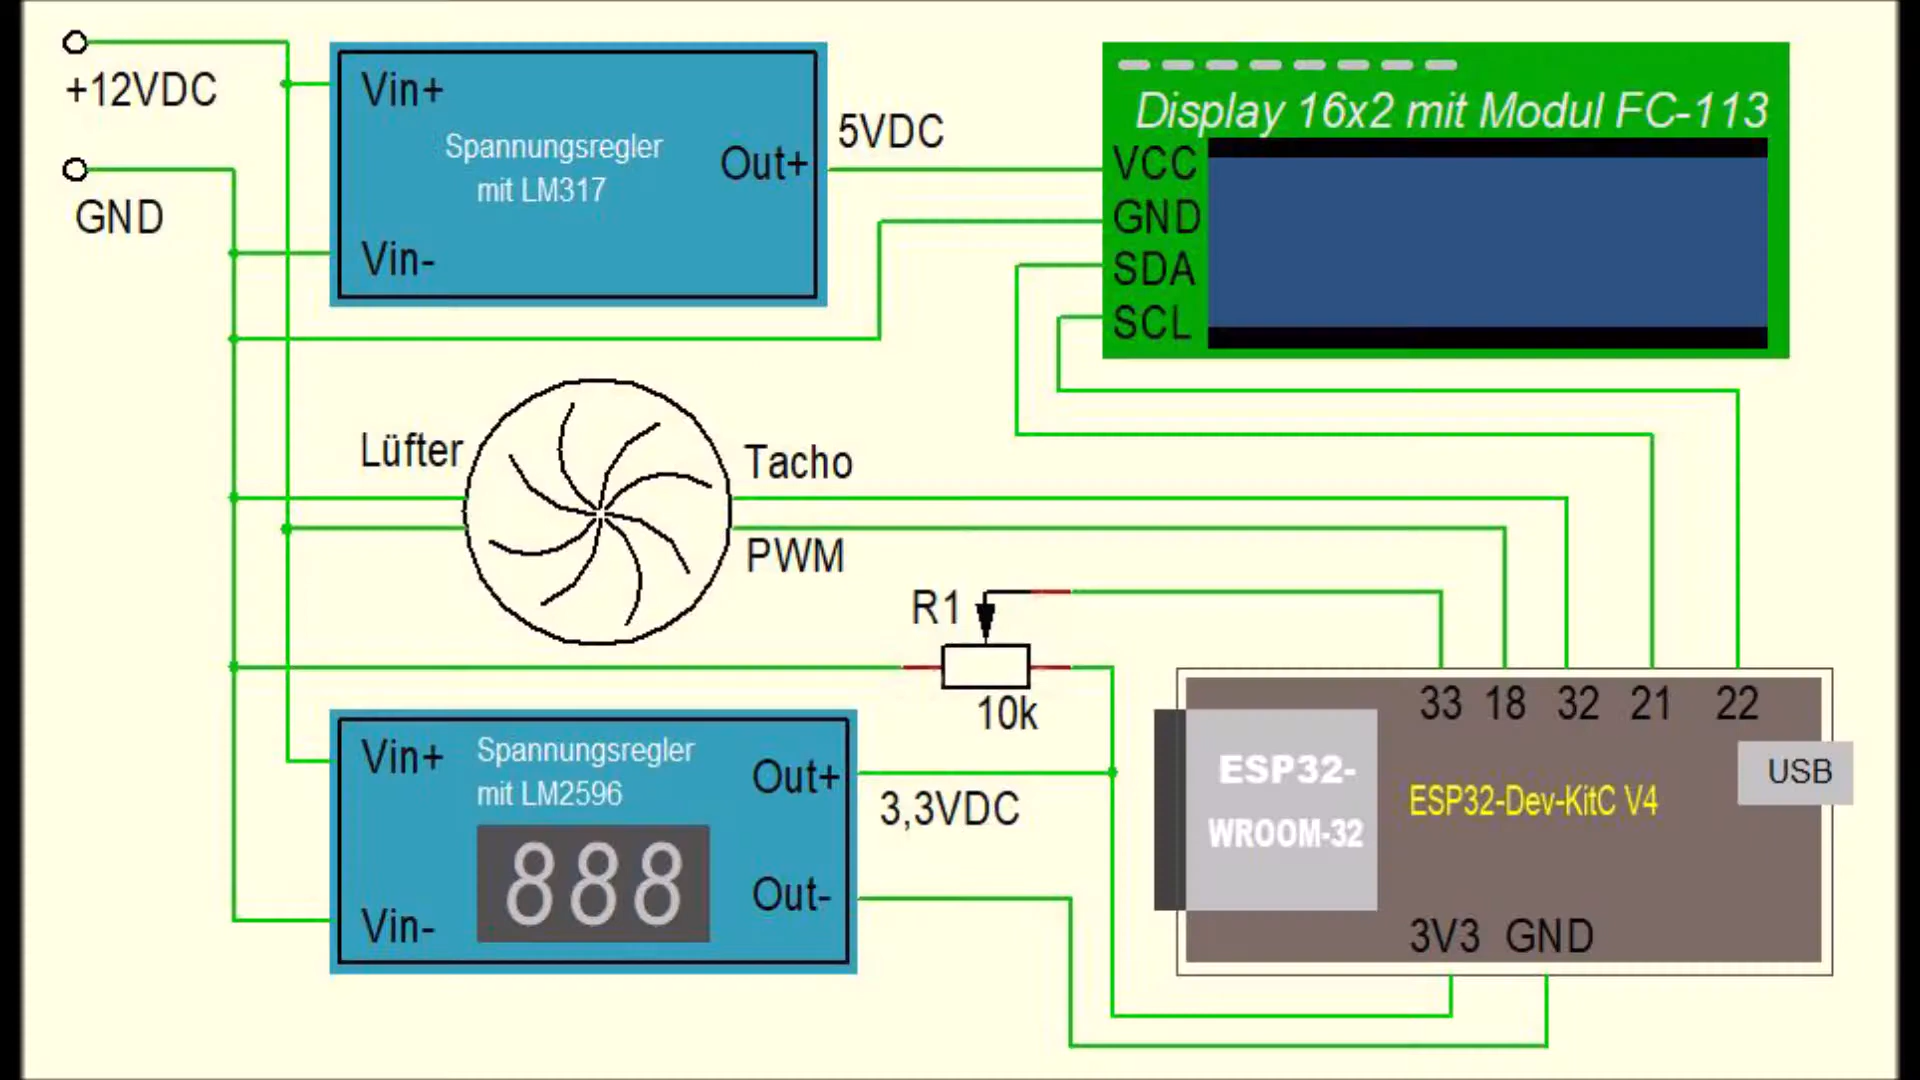 +12VDC
GND
Vin+
Spannungsregler
mit LM317
Out+
Vin-
5VDC
Display 16x2 mit Modul FC-113
VCC
GND
SDA
SCL
Lüfter
Tacho
PWM
R1
10k
Vin+
Spannungsregler
mit LM2596
Out+
888
Out-
Vin-
3,3VDC
33 18 32 21 22
ESP32-
WROOM-32
ESP32-Dev-KitC V4
USB
3V3 GND